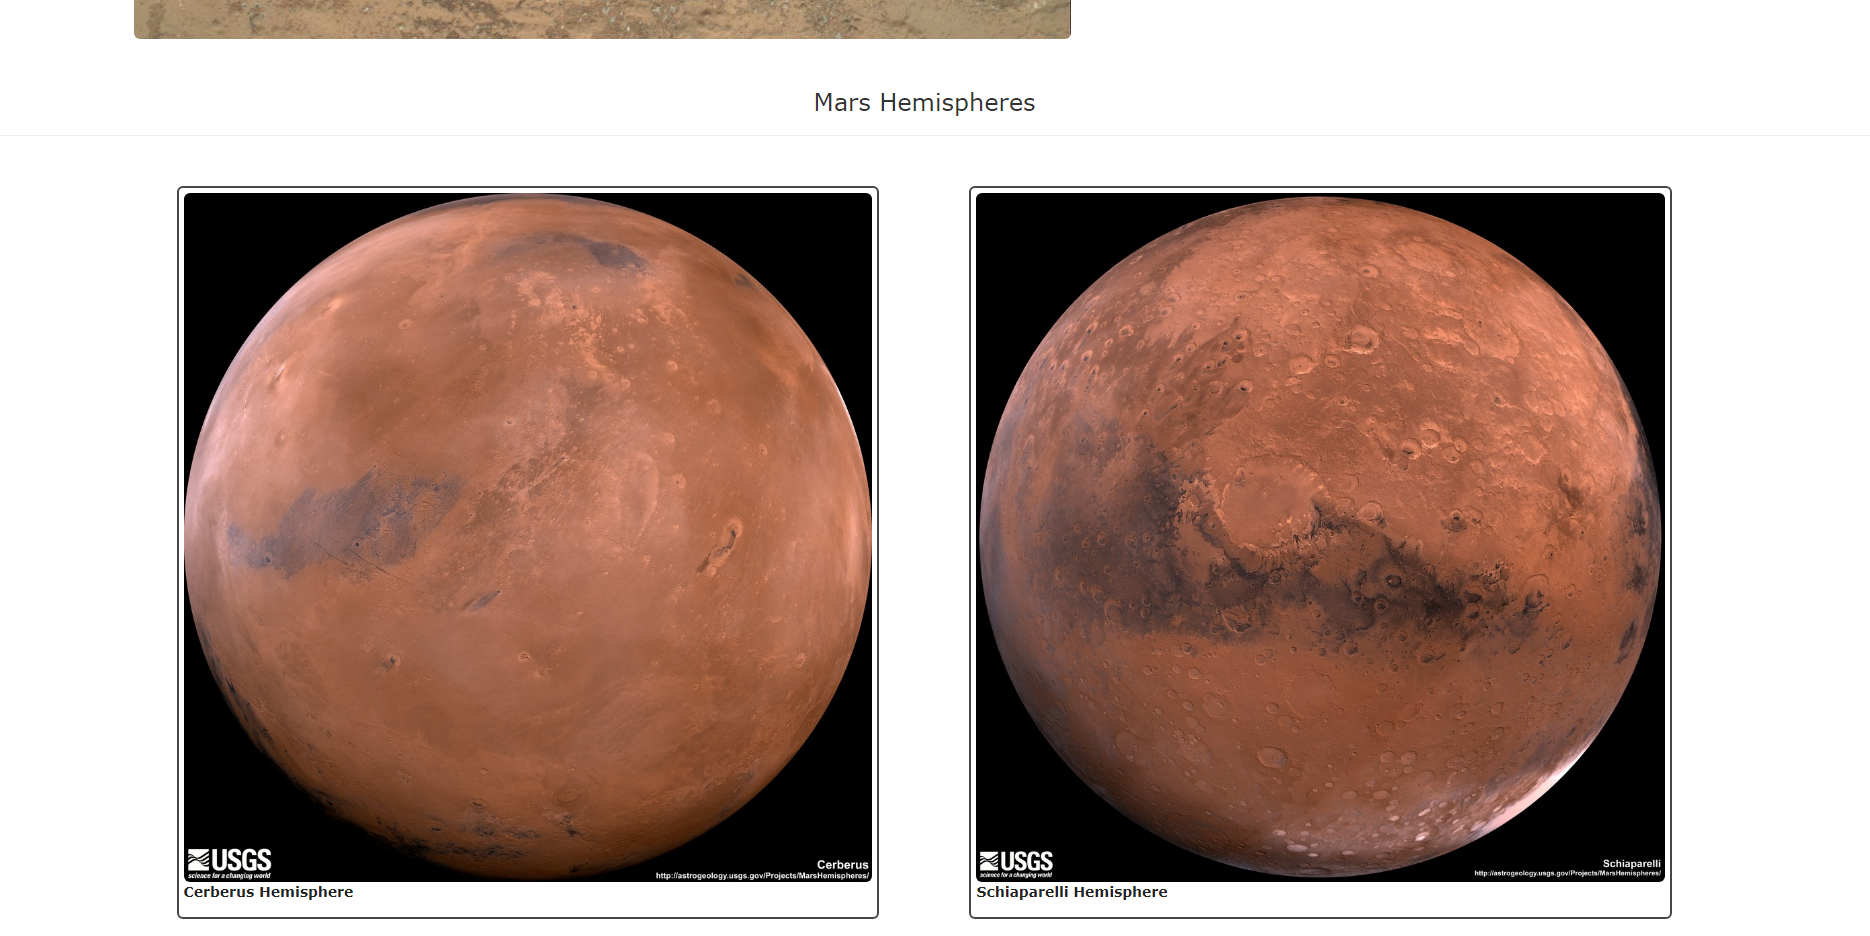 Mars Hemispheres
USGS
science for a changing world
Cerberus
http://astrogeology.usgs.gov/Projects/MarsHemispheres/
Cerberus Hemisphere
USGS
science for a changing world
Schiaparelli
http://astrogeology.usgs.gov/Projects/MarsHemispheres/
Schiaparelli Hemisphere